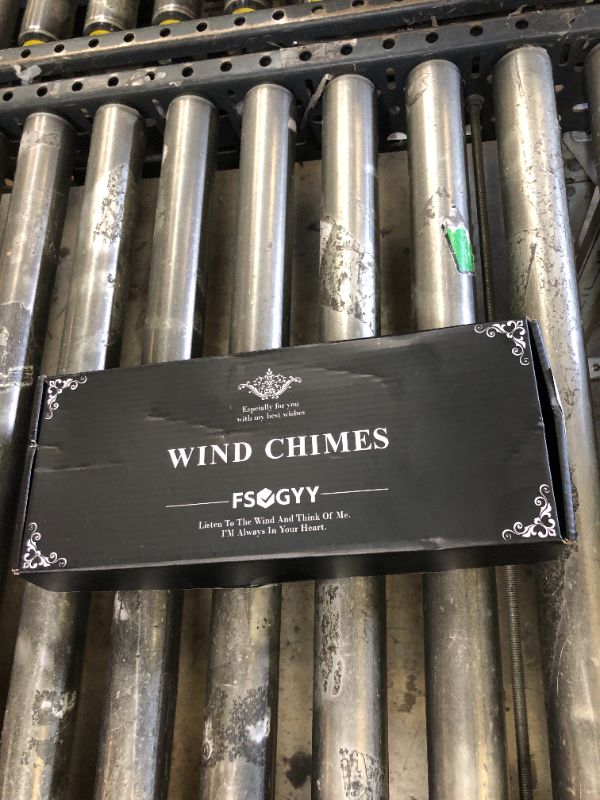 Especially for you
with my best wishes
WIND CHIMES
FSOGYY
Listen To The Wind And Think Of Me.
I'M Always In Your Heart.